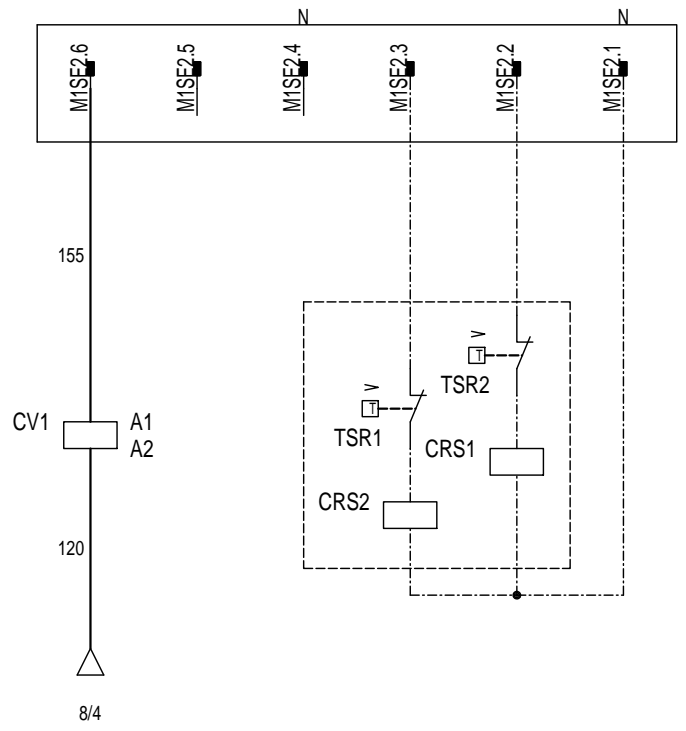 N
N
M1SE2.6
M1SE2.5
M1SE2.4
M1SE2.3
M1SE2.2
M1SE2.1
155
V
T
TSR2
V
T
TSR1
CV1
A1
A2
CRS1
CRS2
120
8/4